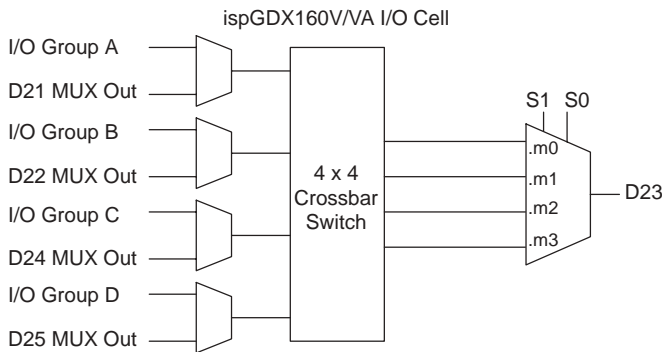 ispGDX160V/VA I/O Cell
I/O Group A
D21 MUX Out
I/O Group B
D22 MUX Out
I/O Group C
D24 MUX Out
I/O Group D
D25 MUX Out
4 x 4
Crossbar
Switch
S1 S0
.m0
.m1
.m2
.m3
D23